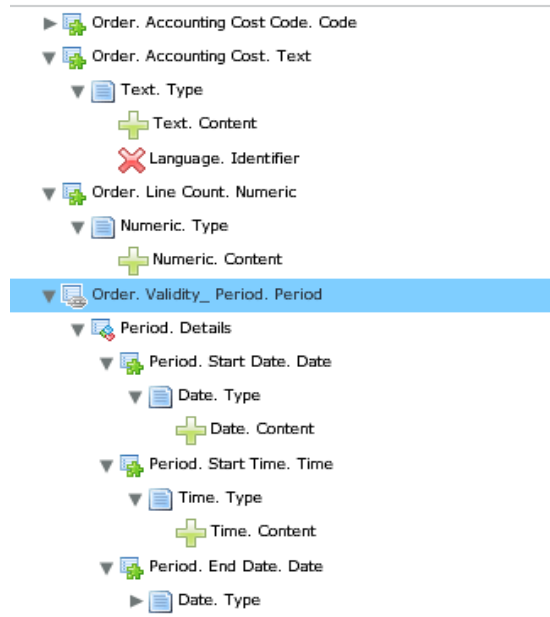 Order. Accounting Cost Code. Code
Order. Accounting Cost. Text
Text. Type
Text. Content
Language. Identifier
Order. Line Count. Numeric
Numeric. Type
Numeric. Content
Order. Validity_ Period. Period
Period. Details
Period. Start Date. Date
Date. Type
Date. Content
Period. Start Time. Time
Time. Type
Time. Content
Period. End Date. Date
Date. Type